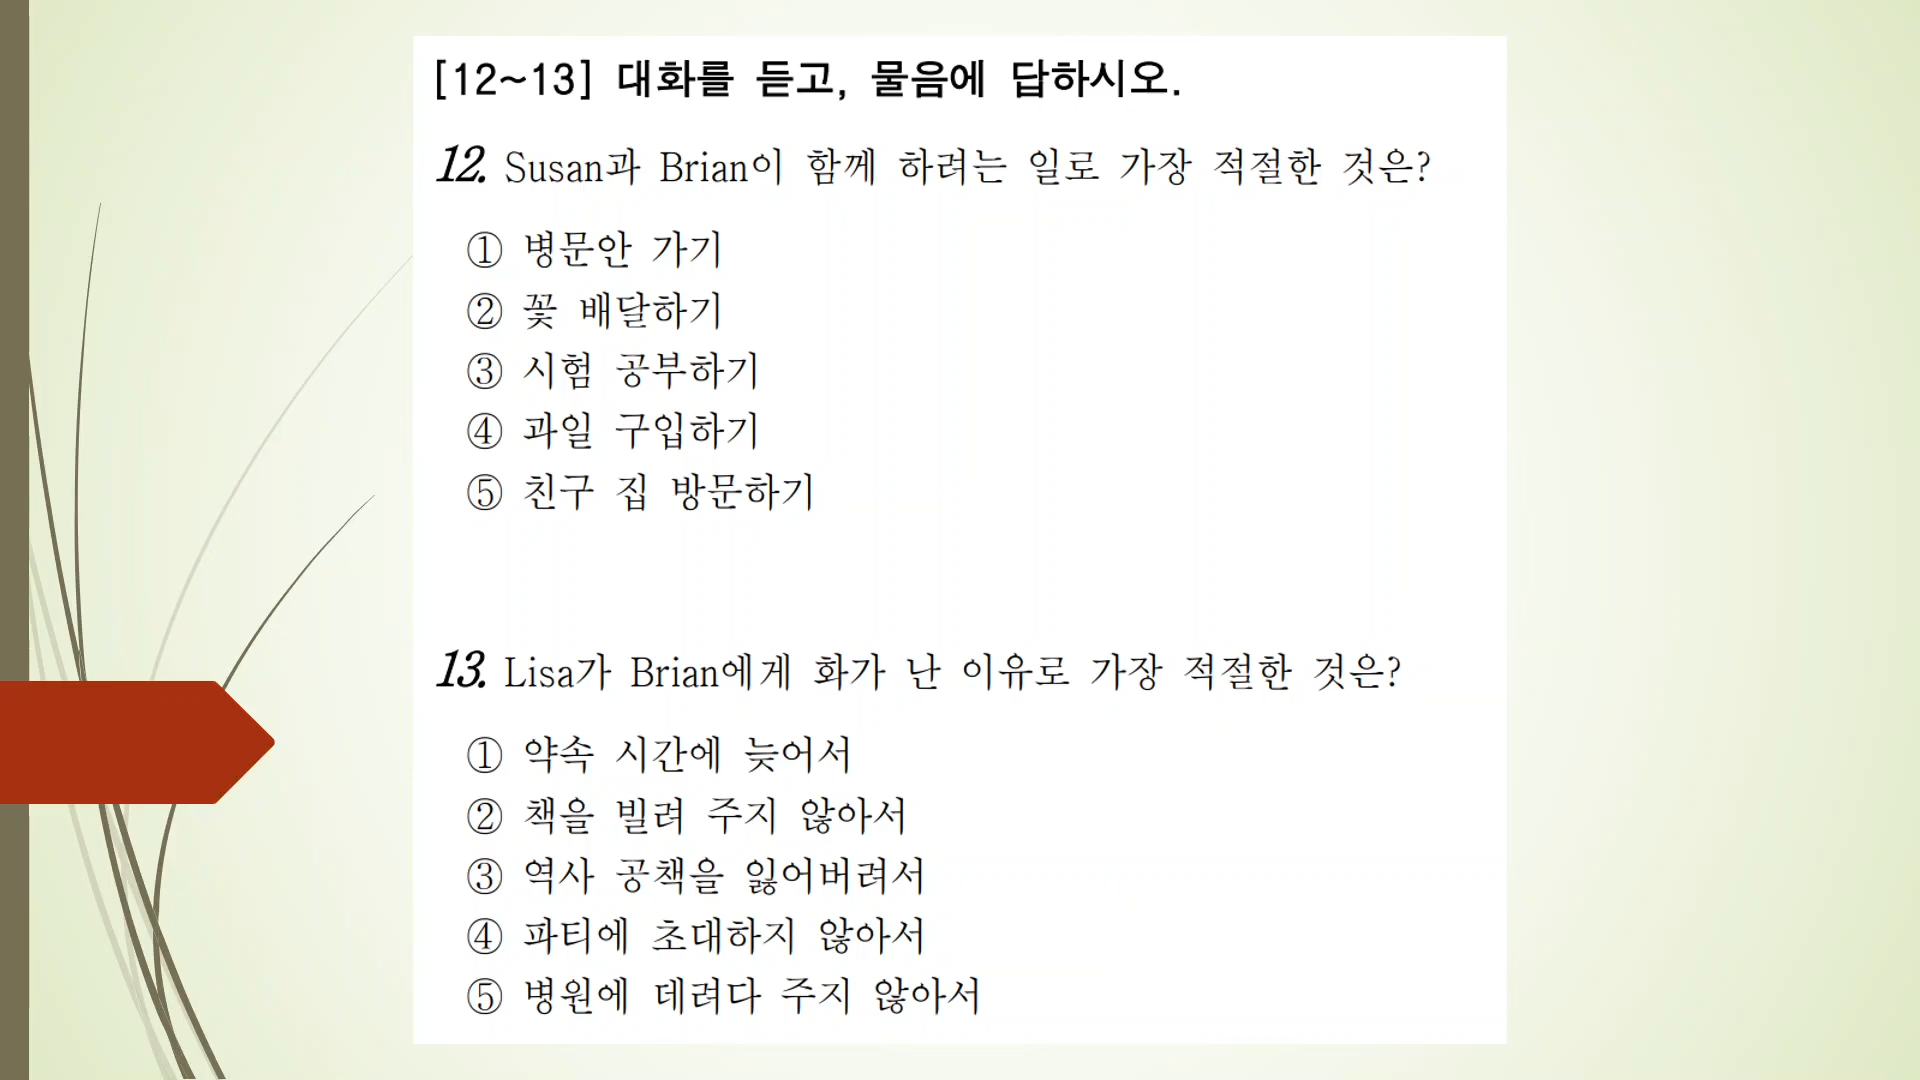 [12~13] 대화를 듣고, 물음에 답하시오.
12. Susan과 Brian이 함께 하려는 일로 가장 적절한 것은?
① 병문안 가기
② 꽃 배달하기
③ 시험 공부하기
④ 과일 구입하기
⑤ 친구 집 방문하기
13. Lisa가 Brian에게 화가 난 이유로 가장 적절한 것은?
① 약속 시간에 늦어서
② 책을 빌려 주지 않아서
③ 역사 공책을 잃어버려서
④ 파티에 초대하지 않아서
⑤ 병원에 데려다 주지 않아서